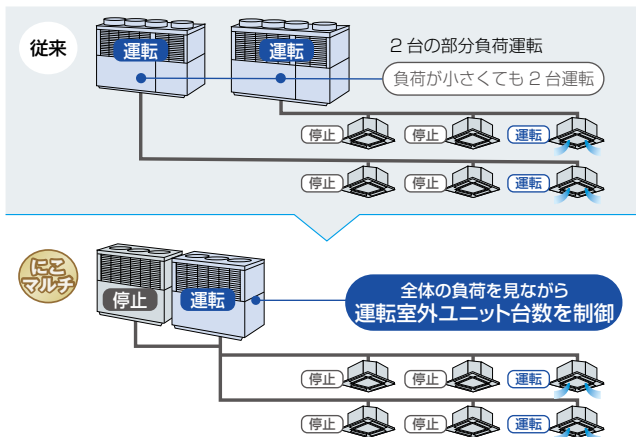 従来
運転
運転
2台の部分負荷運転
負荷が小さくても2台運転
停止
停止
運転
停止
停止
運転
にこ
マルチ
停止
運転
全体の負荷を見ながら
運転室外ユニット台数を制御
停止
停止
運転
停止
停止
運転